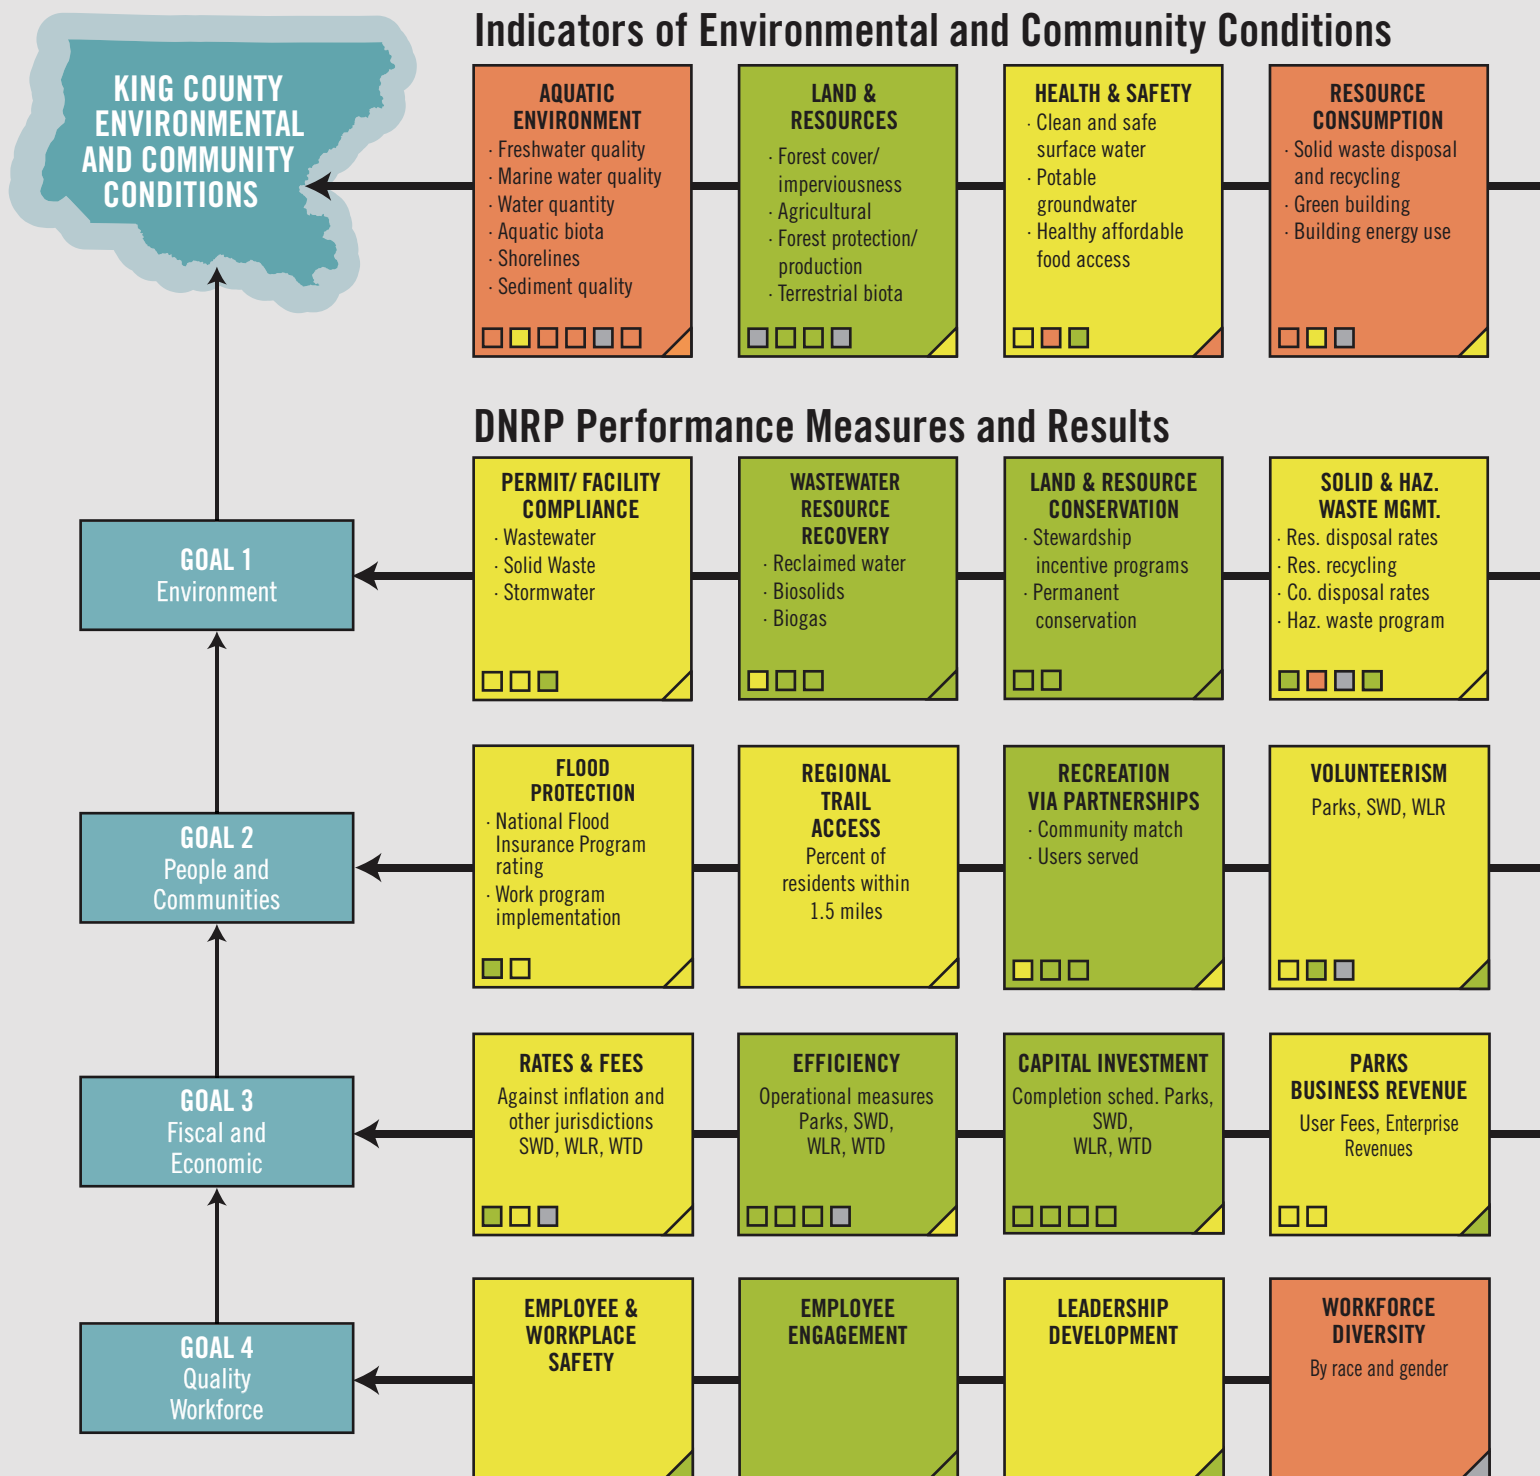 KING COUNTY
ENVIRONMENTAL
AND COMMUNITY
CONDITIONS
Indicators of Environmental and Community Conditions
AQUATIC
ENVIRONMENT
· Freshwater quality
· Marine water quality
· Water quantity
· Aquatic biota
· Shorelines
· Sediment quality
LAND &
RESOURCES
· Forest cover/
imperviousness
· Agricultural
· Forest protection/
production
· Terrestrial biota
HEALTH & SAFETY
· Clean and safe
surface water
· Potable
groundwater
· Healthy affordable
food access
RESOURCE
CONSUMPTION
· Solid waste disposal
and recycling
· Green building
· Building energy use
DNRP Performance Measures and Results
GOAL 1
Environment
PERMIT/ FACILITY
COMPLIANCE
· Wastewater
· Solid Waste
· Stormwater
WASTEWATER
RESOURCE
RECOVERY
· Reclaimed water
· Biosolids
· Biogas
LAND & RESOURCE
CONSERVATION
· Stewardship
incentive programs
· Permanent
conservation
SOLID & HAZ.
WASTE MGMT.
· Res. disposal rates
· Res. recycling
· Co. disposal rates
· Haz. waste program
GOAL 2
People and
Communities
FLOOD
PROTECTION
· National Flood
Insurance Program
rating
· Work program
implementation
REGIONAL
TRAIL
ACCESS
Percent of
residents within
1.5 miles
RECREATION
VIA PARTNERSHIPS
· Community match
· Users served
VOLUNTEERISM
Parks, SWD, WLR
GOAL 3
Fiscal and
Economic
RATES & FEES
Against inflation and
other jurisdictions
SWD, WLR, WTD
EFFICIENCY
Operational measures
Parks, SWD,
WLR, WTD
CAPITAL INVESTMENT
Completion sched. Parks,
SWD,
WLR, WTD
PARKS
BUSINESS REVENUE
User Fees, Enterprise
Revenues
GOAL 4
Quality
Workforce
EMPLOYEE &
WORKPLACE
SAFETY
EMPLOYEE
ENGAGEMENT
LEADERSHIP
DEVELOPMENT
WORKFORCE
DIVERSITY
By race and gender